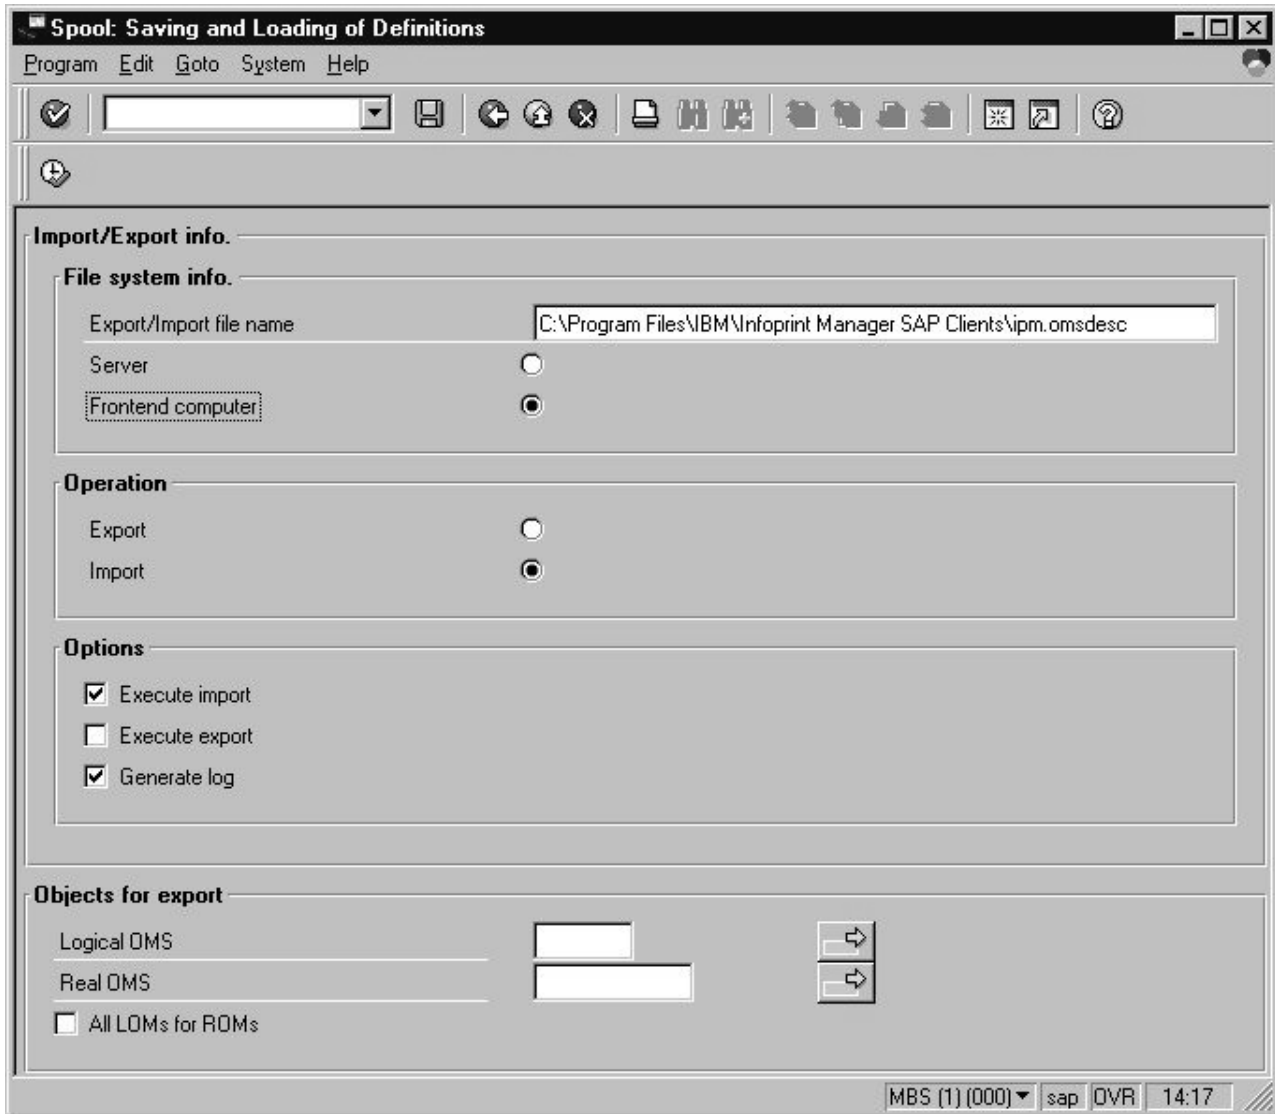 Spool: Saving and Loading of Definitions
Program Edit Goto System Help
Import/Export info.
File system info.
Export/Import file name C:\Program Files\IBM\Infoprint Manager SAP Clients\ipm.omsdesc
Server
Frontend computer
Operation
Export
Import
Options
Execute import
Execute export
Generate log
Objects for export
Logical OMS
Real OMS
All LOMs for ROMs
MBS (1) (000) sap OVR 14:17